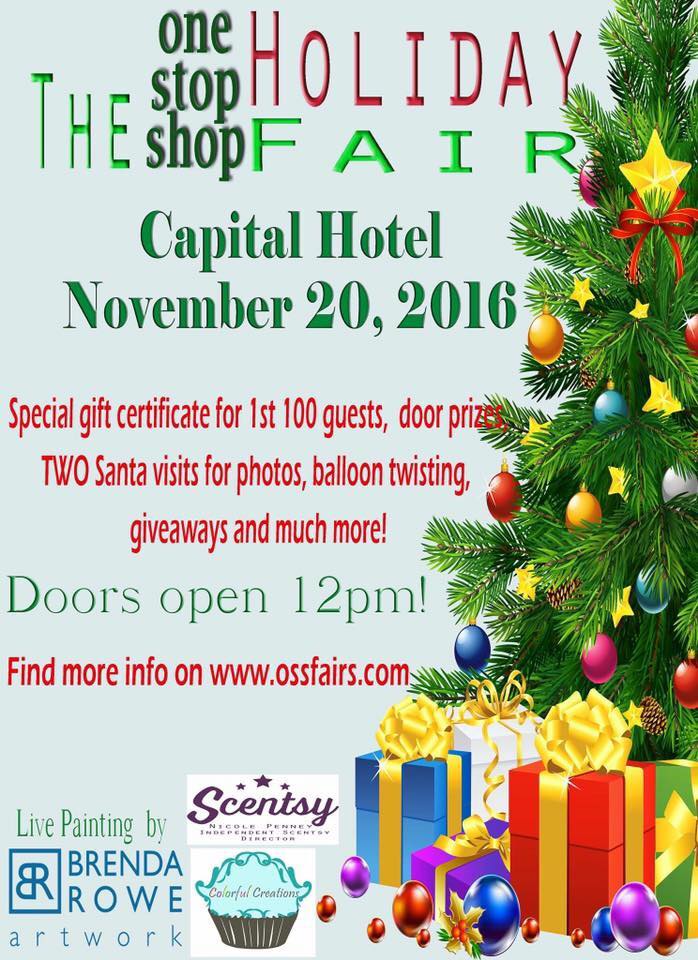 The one stop shop Holiday Fair
Capital Hotel
November 20, 2016
Special gift certificate for 1st 100 guests, door prizes,
TWO Santa visits for photos, balloon twisting,
giveaways and much more!
Doors open 12pm!
Find more info on www.ossfairs.com
Live Painting by
BR BRENDA
ROWE
artwork
Scentsy
Nicole Penney
Independent Scentsy
Director
Colorful Creations